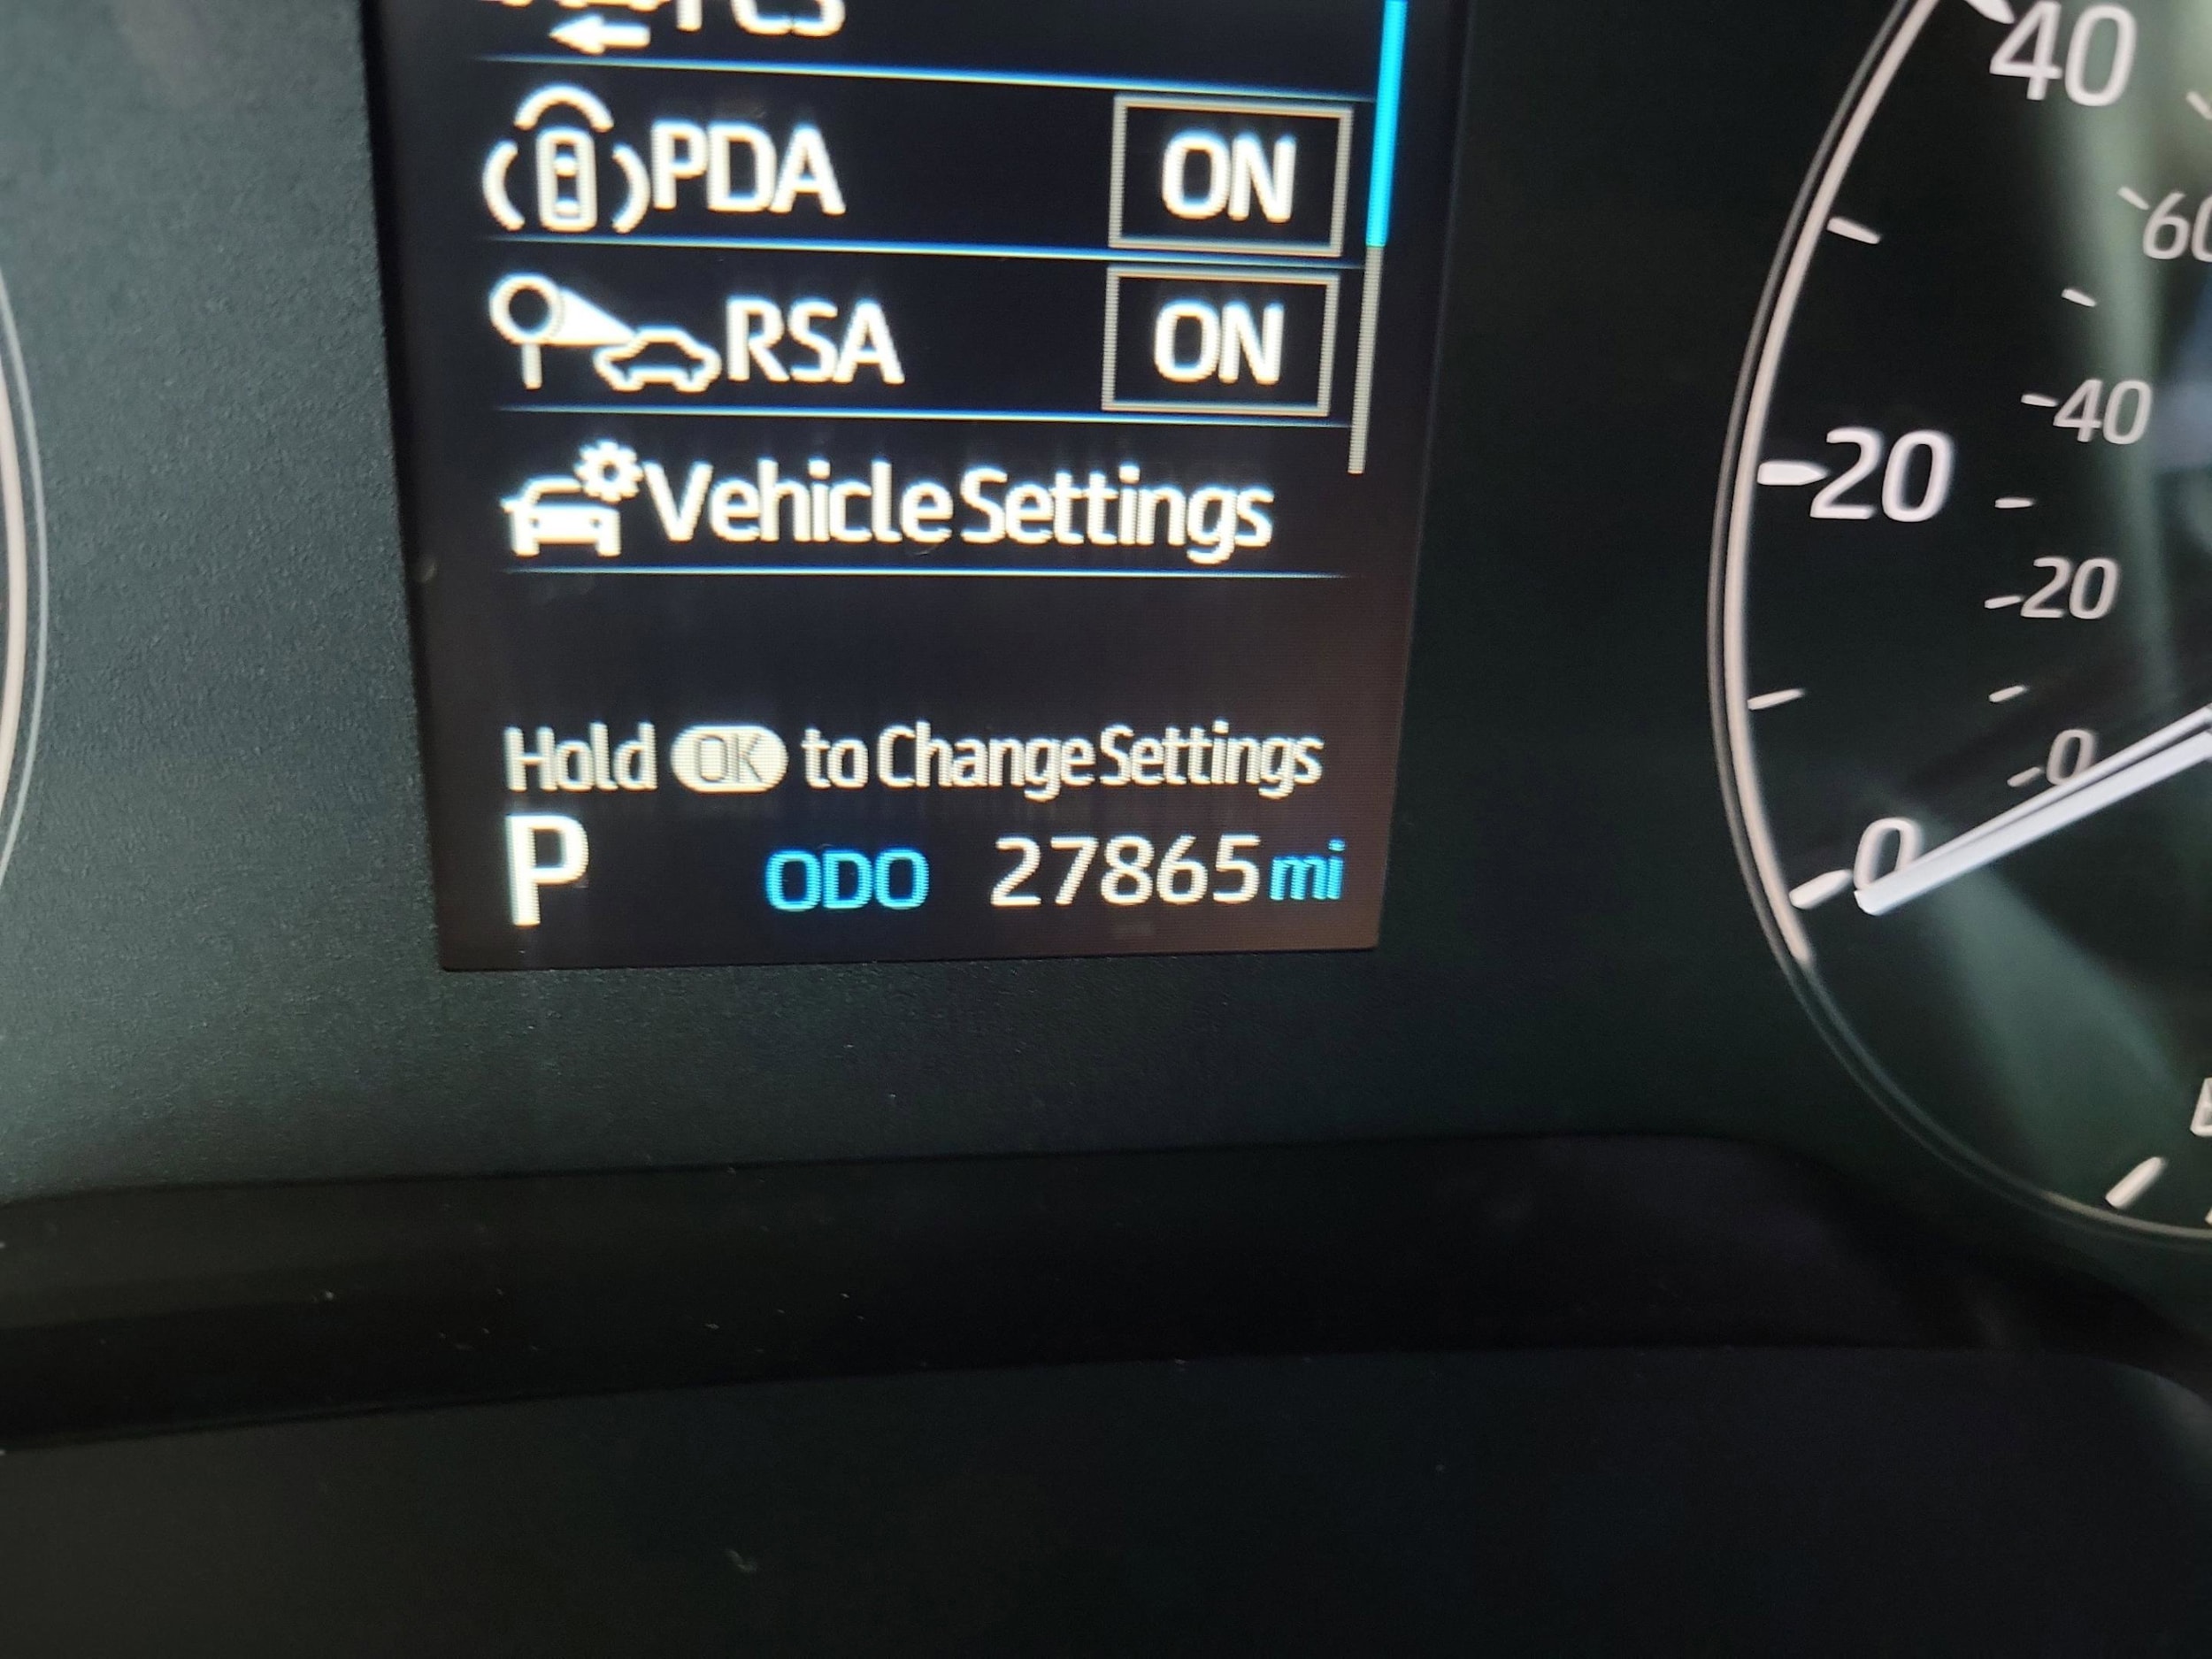 PCS
PDA ON
RSA ON
Vehicle Settings
Hold OK to Change Settings
P ODO 27865 mi
40
60
40
20
20
0
0